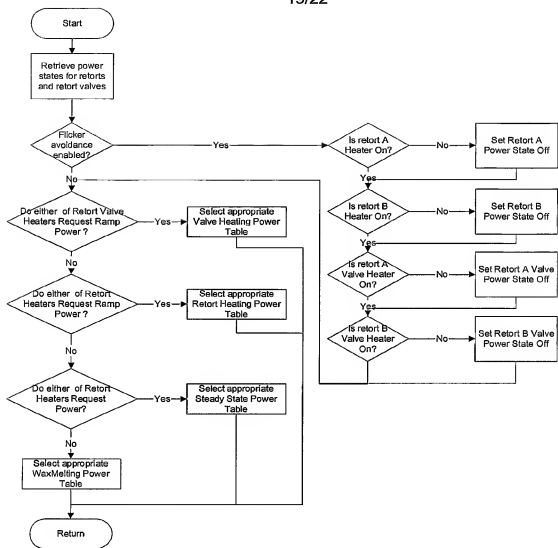 15/22
Start
Retrieve power
states for retorts
and retort valves
Flicker
avoidance
enabled?
Yes
No
Is retort A
Heater On?
No
Set Retort A
Power State Off
Yes
Is retort B
Heater On?
No
Set Retort B
Power State Off
Yes
Is retort A
Valve Heater
On?
No
Set Retort A Valve
Power State Off
Yes
Is retort B
Valve Heater
On?
No
Set Retort B Valve
Power State Off
Do either of Retort Valve
Heaters Request Ramp
Power ?
Yes
Select appropriate
Valve Heating Power
Table
No
Do either of Retort
Heaters Request Ramp
Power ?
Yes
Select appropriate
Retort Heating Power
Table
No
Do either of Retort
Heaters Request
Power?
Yes
Select appropriate
Steady State Power
Table
No
Select appropriate
WaxMelting Power
Table
Return